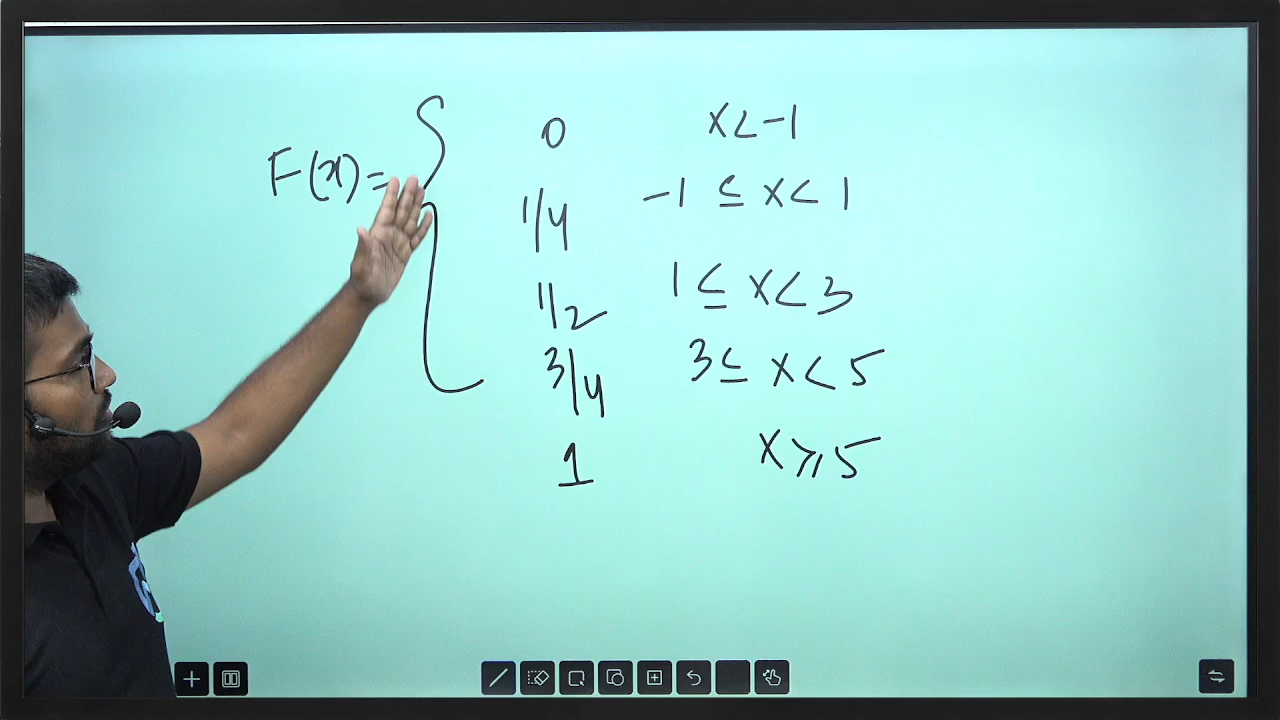 0 x < -1
F(x) =
1/4 -1 ≤ x < 1
1/2 1 ≤ x < 3
3/4 3 ≤ x < 5
1 x ≥ 5